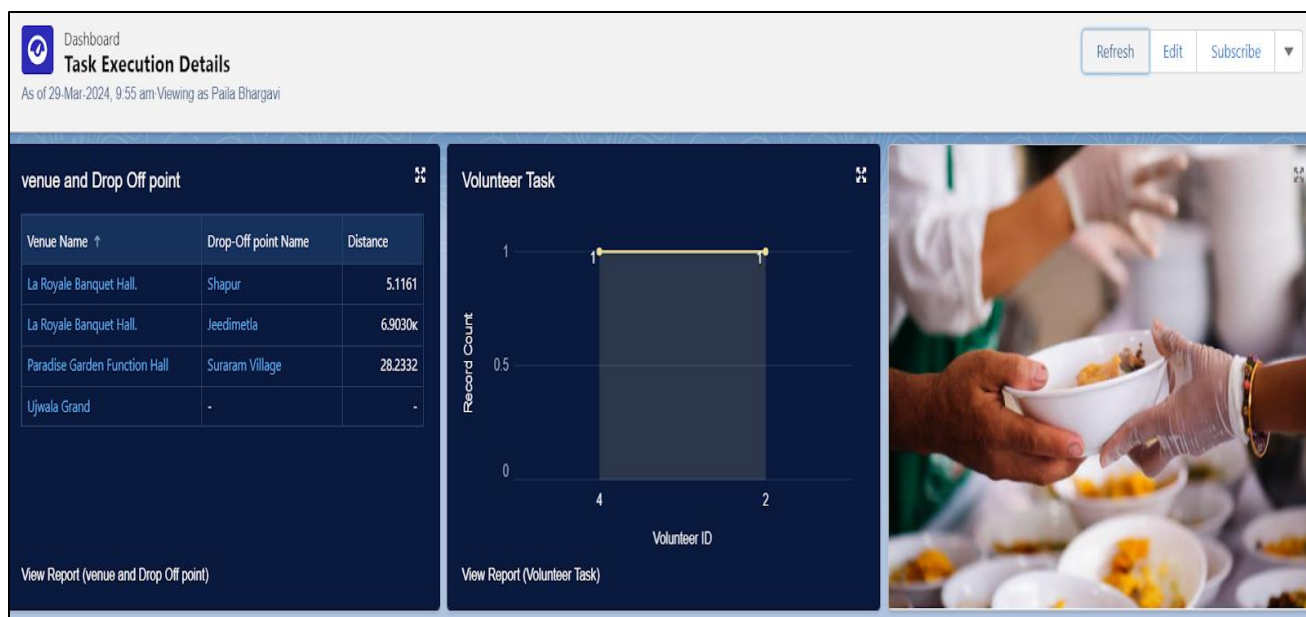 Dashboard
Task Execution Details
As of 29-Mar-2024, 9:55 am·Viewing as Paila Bhargavi
Refresh
Edit
Subscribe
venue and Drop Off point
Venue Name ↑ Drop-Off point Name Distance
La Royale Banquet Hall. Shapur 5.1161
La Royale Banquet Hall. Jeedimetla 6.9030K
Paradise Garden Function Hall Suraram Village 28.2332
Ujwala Grand - -
View Report (venue and Drop Off point)
Volunteer Task
Record Count
1
0.5
0
1 1
4 2
Volunteer ID
View Report (Volunteer Task)